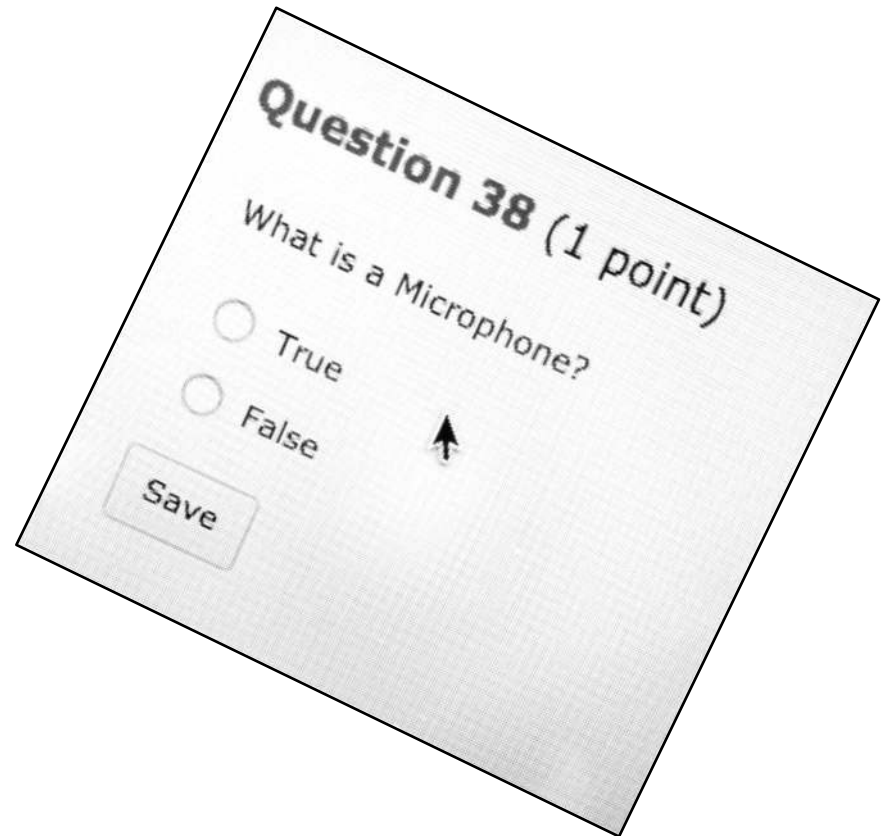 Question 38 (1 point)
What is a Microphone?
True
False
Save